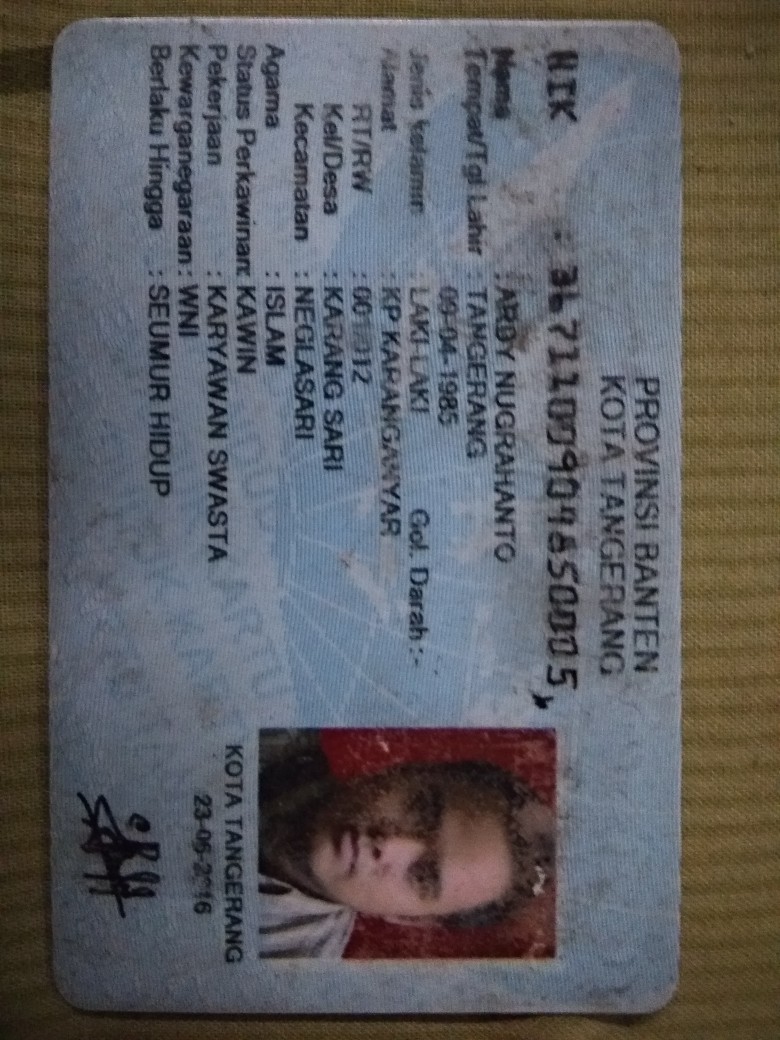 PROVINSI BANTEN
KOTA TANGERANG
NIK : 3671100904850005
Nama : ARDY NUGRAHANTO
Tempat/Tgl Lahir : TANGERANG
09-04-1985
Jenis kelamin : LAKI-LAKI Gol. Darah : -
Alamat : KP KARANGANYAR
RT/RW : 001/012
Kel/Desa : KARANG SARI
Kecamatan : NEGLASARI
Agama : ISLAM
Status Perkawinan: KAWIN
Pekerjaan : KARYAWAN SWASTA
Kewarganegaraan : WNI
Berlaku Hingga : SEUMUR HIDUP
KOTA TANGERANG
23-06-2016